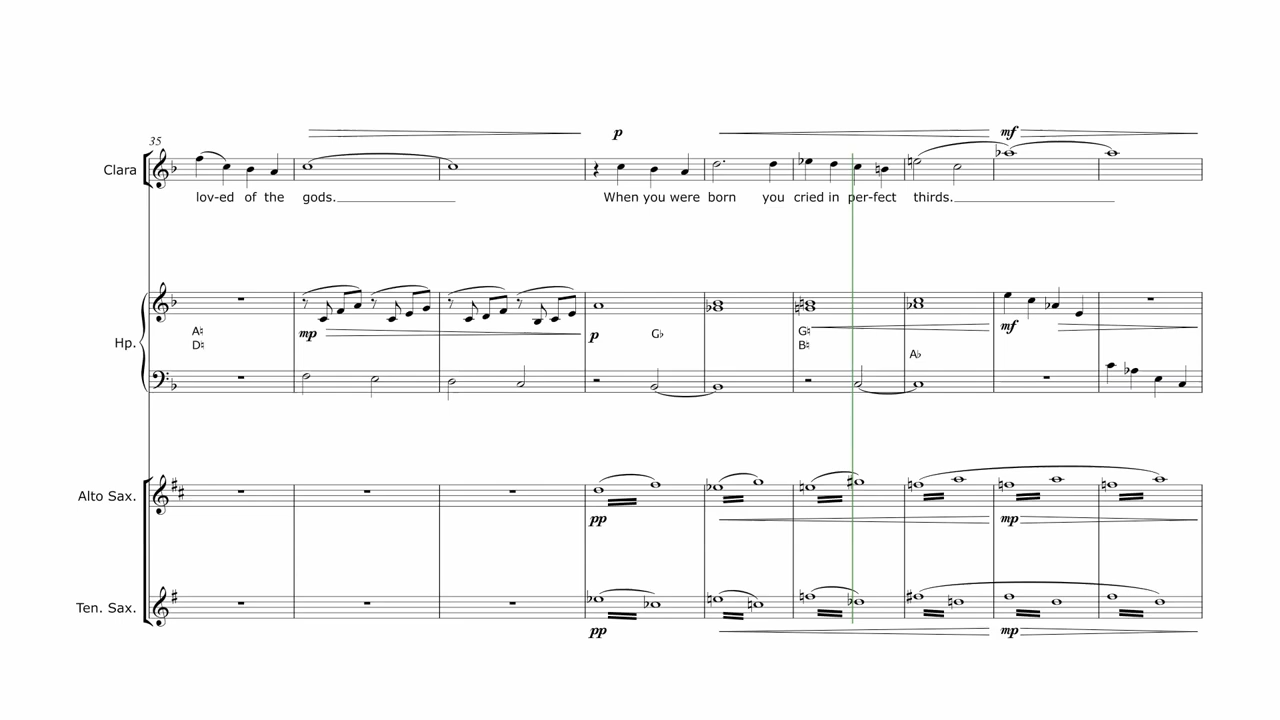 35
p
mf
Clara
lov-ed of the gods.
When you were born you cried in per-fect thirds.
A♮
D♮
mp
p
G♭
G♮
B♮
A♭
mf
Hp.
Alto Sax.
pp
mp
Ten. Sax.
pp
mp